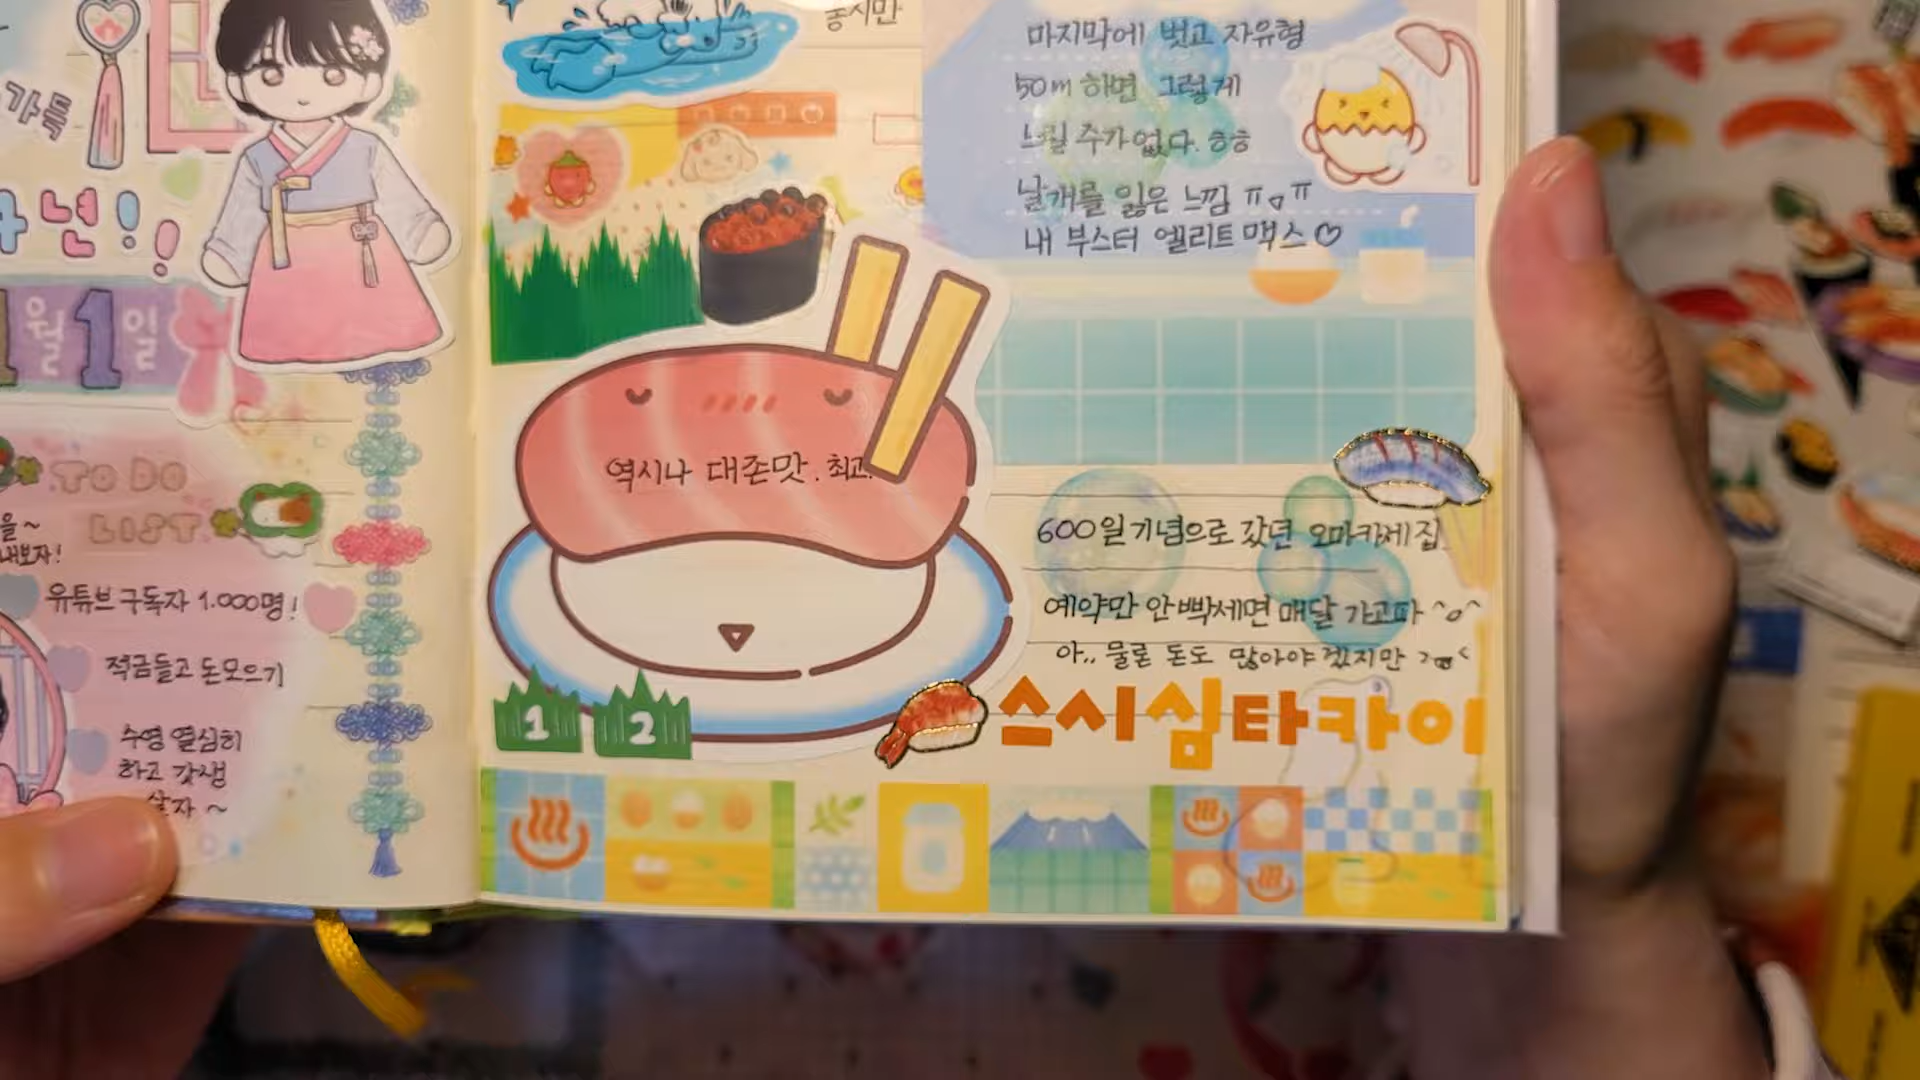 가득
년!!
월 1일
TO DO
LIST
을~
내보자!
유튜브 구독자 1.000명!
적금들고 돈모으기
수영 열심히
하고 갓생
살자~
동시만
마지막에 벗고 자유형
50m 하면 그렇게
느릴 수가 없다. ㅎㅎ
날개를 잃은 느낌 ㅠㅇㅠ
내 부스터 엘리트 맥스♡
역시나 대존맛. 최고.
600일 기념으로 갔던 오마카세집
예약만 안빡세면 매달 가고파 ^o^
아.. 물론 돈도 많아야겠지만
1 2
스시심타카이